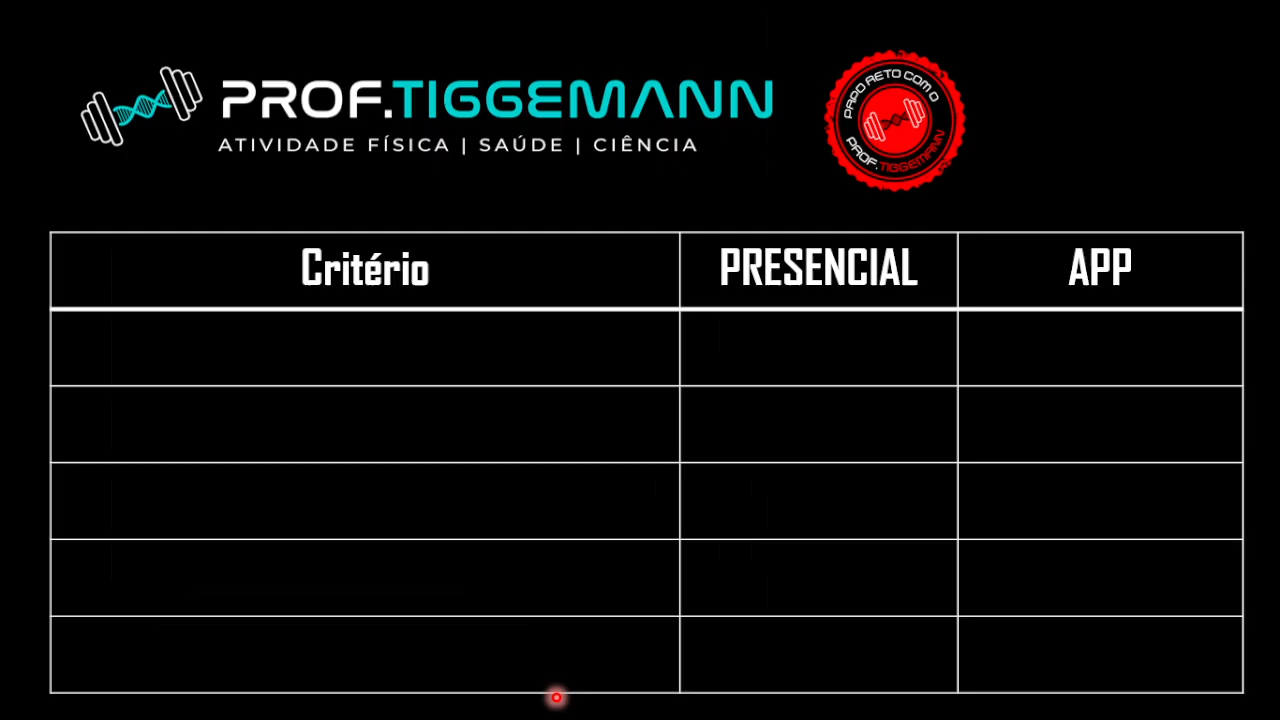 PROF.TIGGEMANN
ATIVIDADE FÍSICA | SAÚDE | CIÊNCIA
PAPO RETO COM O
PROF.TIGGEMANN
Critério PRESENCIAL APP